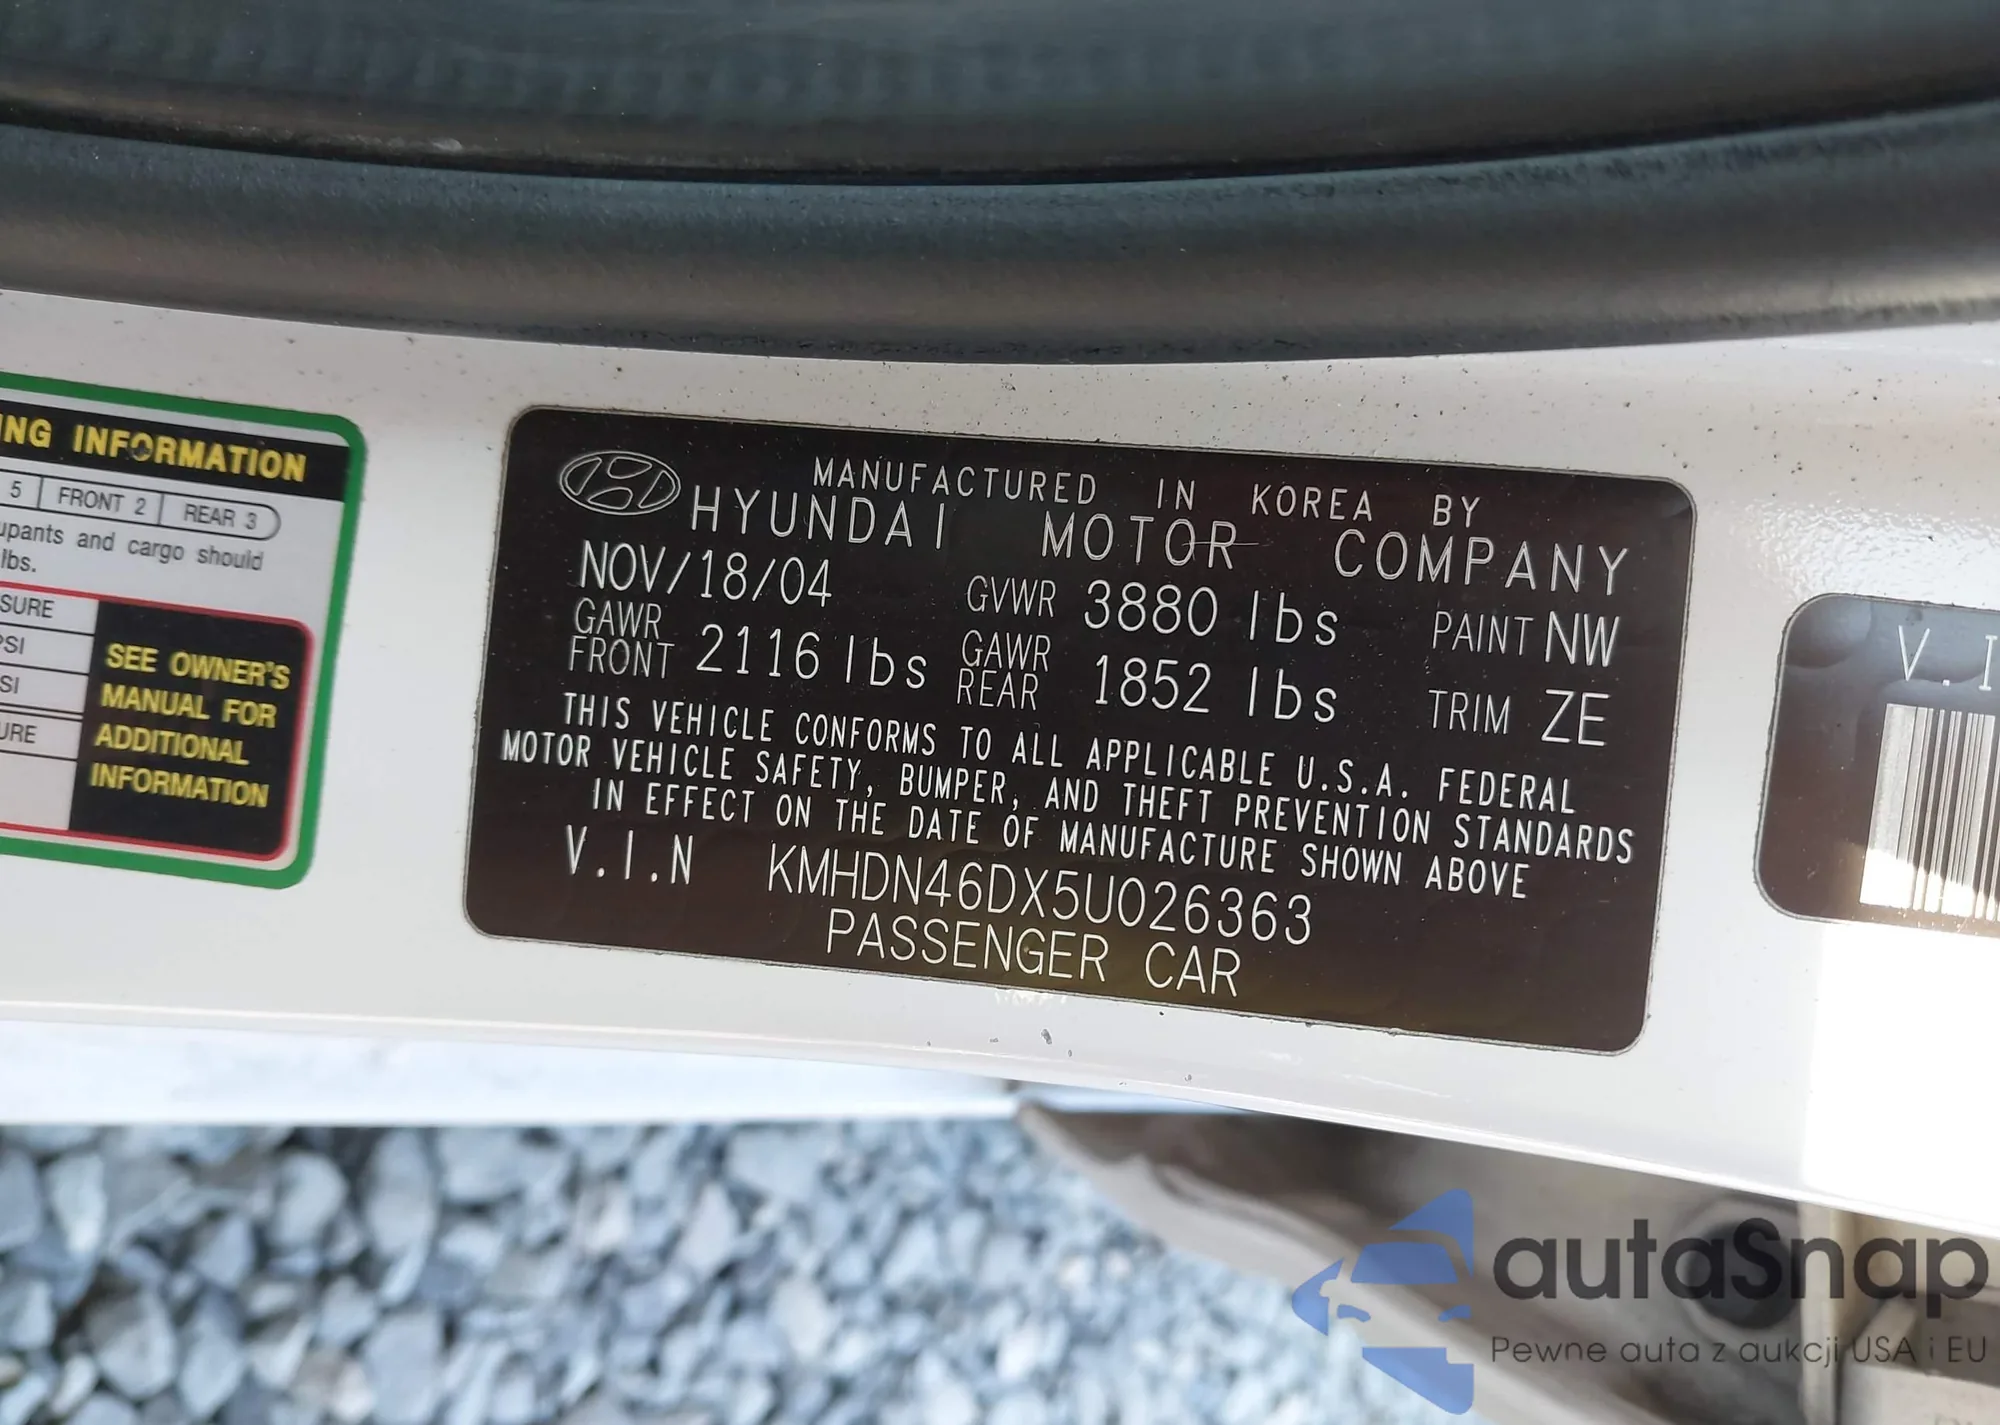 ING INFORMATION
5 FRONT 2 REAR 3
upants and cargo should
lbs.
SURE
PSI
SI
URE
SEE OWNER'S
MANUAL FOR
ADDITIONAL
INFORMATION
MANUFACTURED IN KOREA BY
HYUNDAI MOTOR COMPANY
NOV/18/04 GVWR 3880 lbs PAINT NW
GAWR FRONT 2116 lbs GAWR REAR 1852 lbs TRIM ZE
THIS VEHICLE CONFORMS TO ALL APPLICABLE U.S.A. FEDERAL
MOTOR VEHICLE SAFETY, BUMPER, AND THEFT PREVENTION STANDARDS
IN EFFECT ON THE DATE OF MANUFACTURE SHOWN ABOVE
V.I.N KMHDN46DX5U026363
PASSENGER CAR
V.I
autaSnap
Pewne auta z aukcji USA i EU